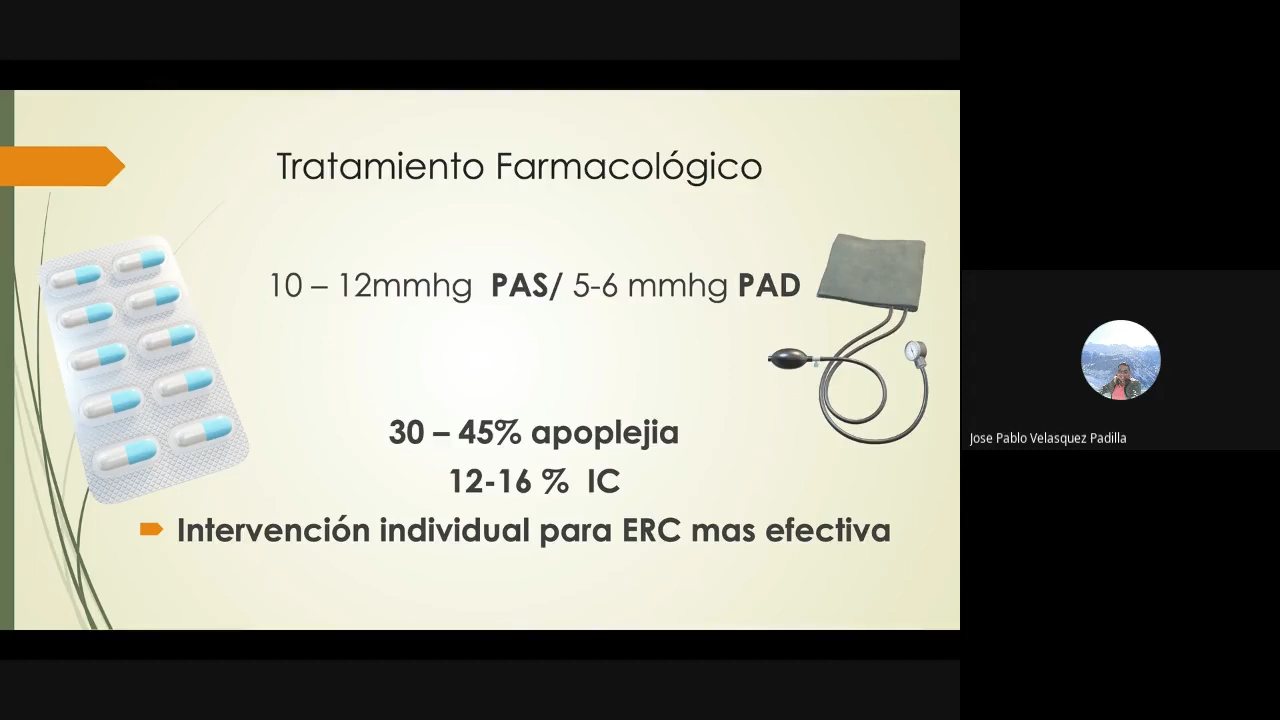 Tratamiento Farmacológico
10 – 12mmhg PAS/ 5-6 mmhg PAD
30 – 45% apoplejia
12-16 % IC
Intervención individual para ERC mas efectiva
Jose Pablo Velasquez Padilla